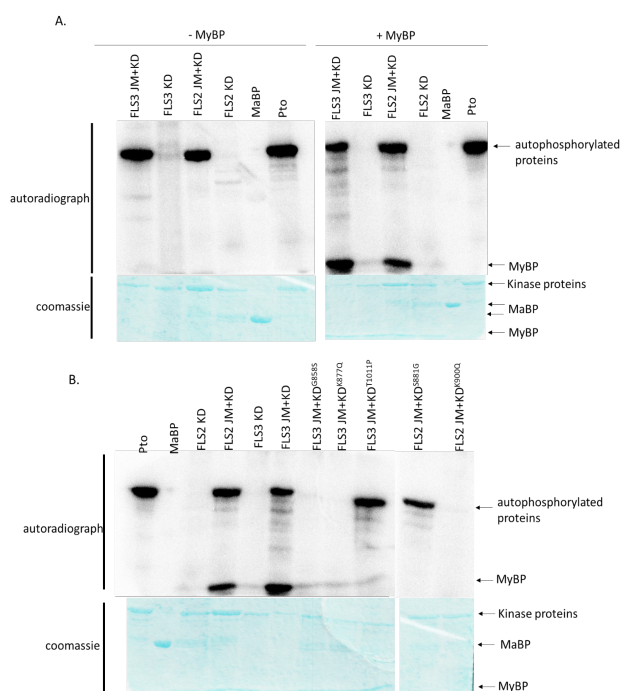 A.
- MyBP
+ MyBP
FLS3 JM+KD
FLS3 KD
FLS2 JM+KD
FLS2 KD
MaBP
Pto
FLS3 JM+KD
FLS3 KD
FLS2 JM+KD
FLS2 KD
MaBP
Pto
autoradiograph
autophosphorylated
proteins
MyBP
coomassie
Kinase proteins
MaBP
MyBP
B.
Pto
MaBP
FLS2 KD
FLS2 JM+KD
FLS3 KD
FLS3 JM+KD
FLS3 JM+KDG858S
FLS3 JM+KDK877Q
FLS3 JM+KDT1011P
FLS2 JM+KDS881G
FLS2 JM+KDK900Q
autoradiograph
autophosphorylated
proteins
MyBP
coomassie
Kinase proteins
MaBP
MyBP